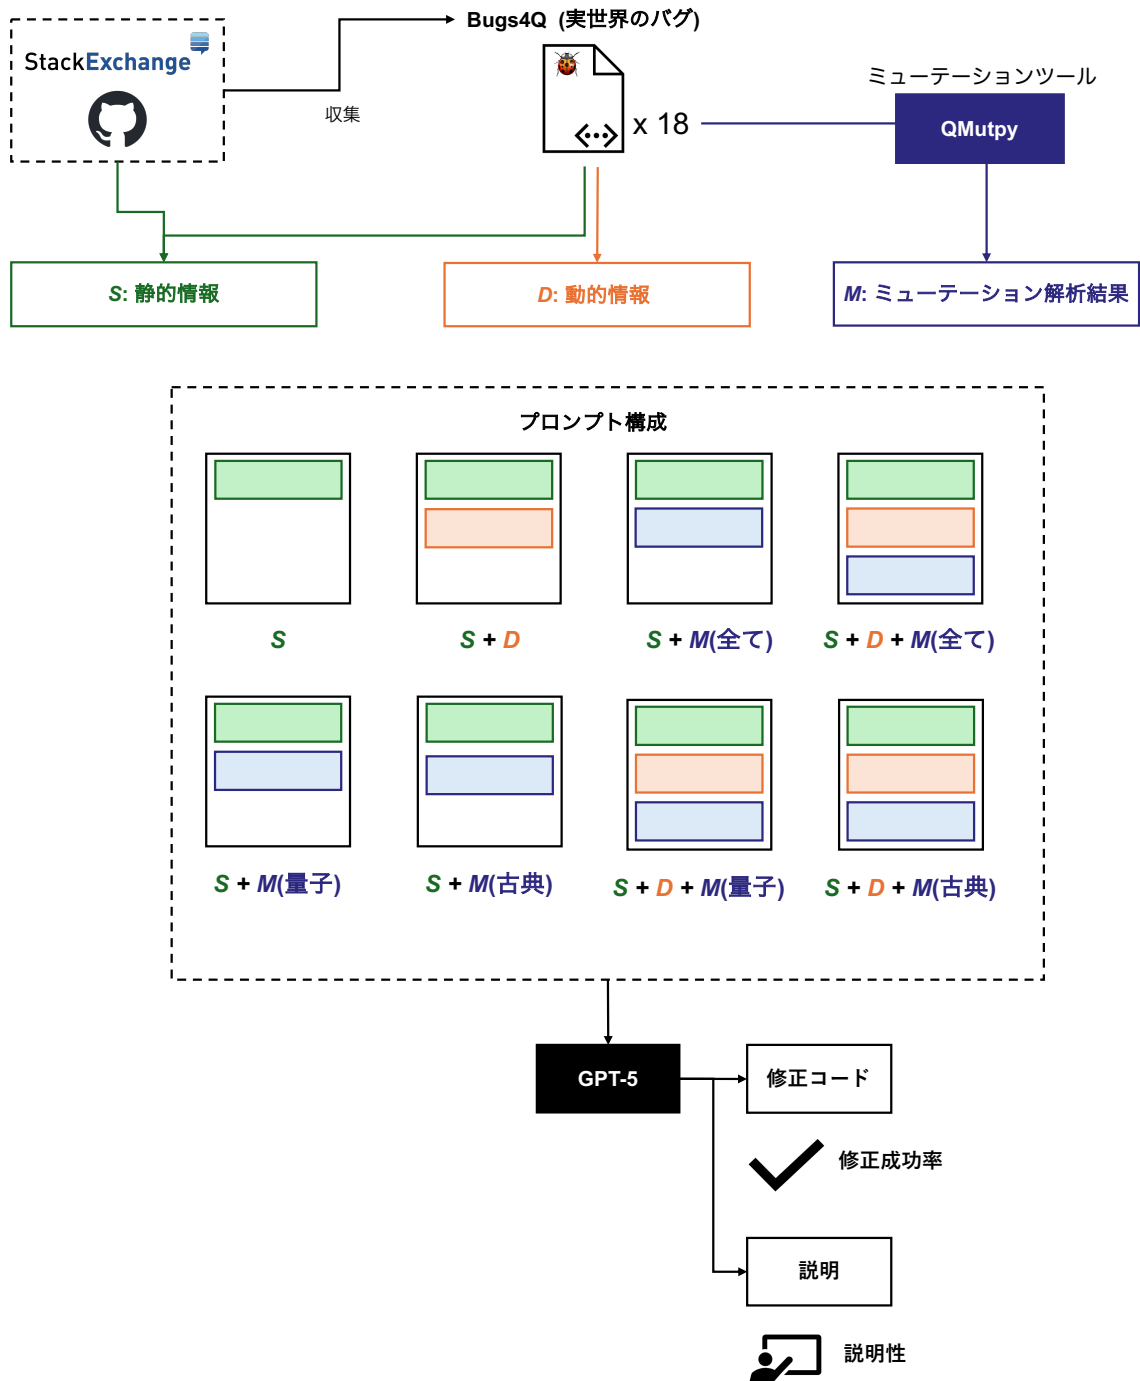 StackExchange
収集
Bugs4Q (実世界のバグ)
x 18
ミューテーションツール
QMutpy
S: 静的情報
D: 動的情報
M: ミューテーション解析結果
プロンプト構成
S
S + D
S + M(全て)
S + D + M(全て)
S + M(量子)
S + M(古典)
S + D + M(量子)
S + D + M(古典)
GPT-5
修正コード
修正成功率
説明
説明性